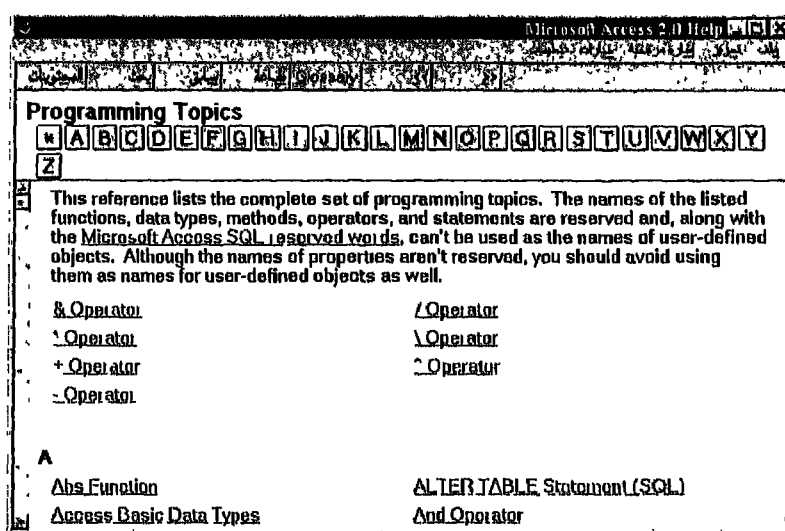 Microsoft Access 2.0 Help
المحتويات بحث السابق طباعة Glossary
Programming Topics
* A B C D E F G H I J K L M N O P Q R S T U V W X Y
Z
This reference lists the complete set of programming topics. The names of the listed
functions, data types, methods, operators, and statements are reserved and, along with
the Microsoft Access SQL reserved words, can't be used as the names of user-defined
objects. Although the names of properties aren't reserved, you should avoid using
them as names for user-defined objects as well.
& Operator / Operator
* Operator \ Operator
+ Operator ^ Operator
- Operator
A
Abs Function ALTER TABLE Statement (SQL)
Access Basic Data Types And Operator